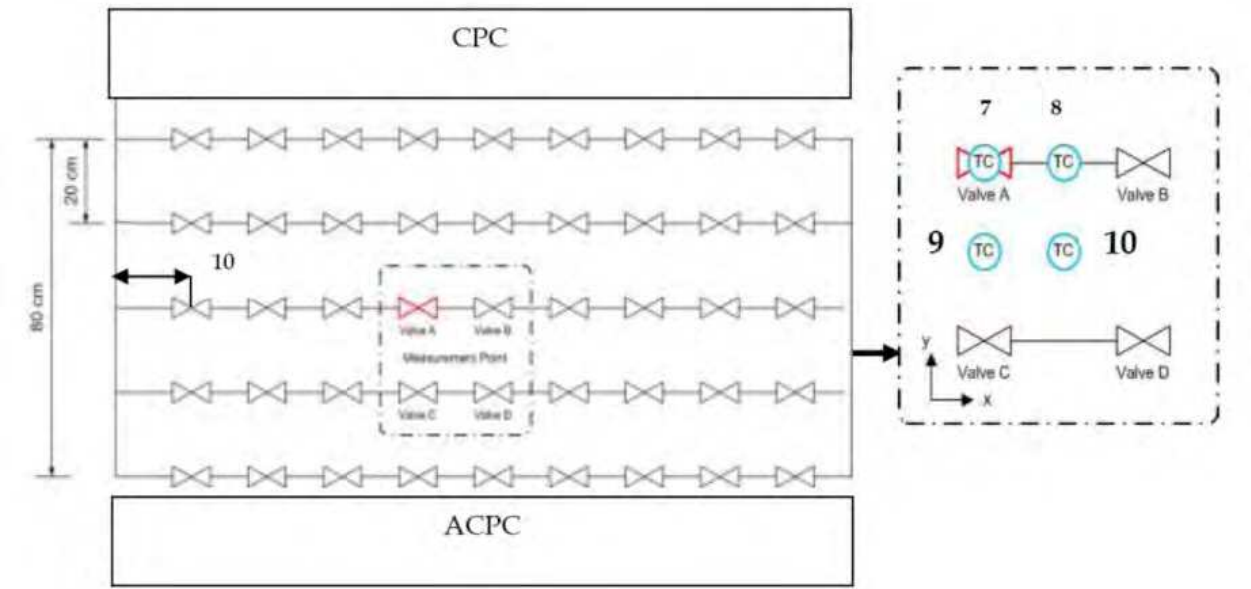 CPC
7 8
TC TC
Valve A Valve B
20 cm
80 cm
10
9 TC TC 10
Valve A Valve B
Measurement Point
Valve C Valve D
y
Valve C Valve D
x
ACPC